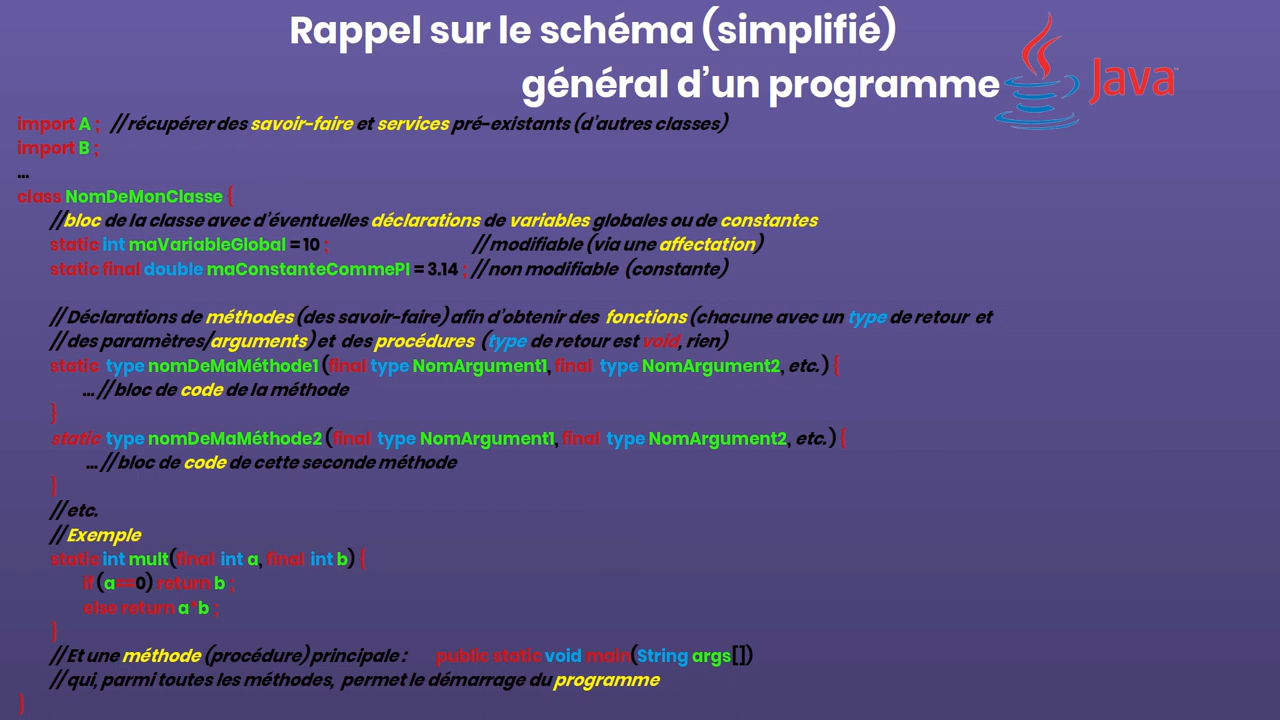 Rappel sur le schéma (simplifié)
général d'un programme
Java™
import A ; //récupérer des savoir-faire et services pré-existants (d'autres classes)
import B ;
...
class NomDeMonClasse {
//bloc de la classe avec d'éventuelles déclarations de variables globales ou de constantes
static int maVariableGlobal = 10 ; //modifiable (via une affectation)
static final double maConstanteCommePI = 3.14 ; //non modifiable (constante)
//Déclarations de méthodes (des savoir-faire) afin d'obtenir des fonctions (chacune avec un type de retour et
//des paramètres/arguments) et des procédures (type de retour est void, rien)
static type nomDeMaMéthode1 (final type NomArgument1, final type NomArgument2, etc.) {
... //bloc de code de la méthode
}
static type nomDeMaMéthode2 (final type NomArgument1, final type NomArgument2, etc.) {
... //bloc de code de cette seconde méthode
}
//etc.
//Exemple
static int mult(final int a, final int b) {
if (a==0) return b ;
else return a*b ;
}
//Et une méthode (procédure) principale : public static void main(String args[])
//qui, parmi toutes les méthodes, permet le démarrage du programme
}